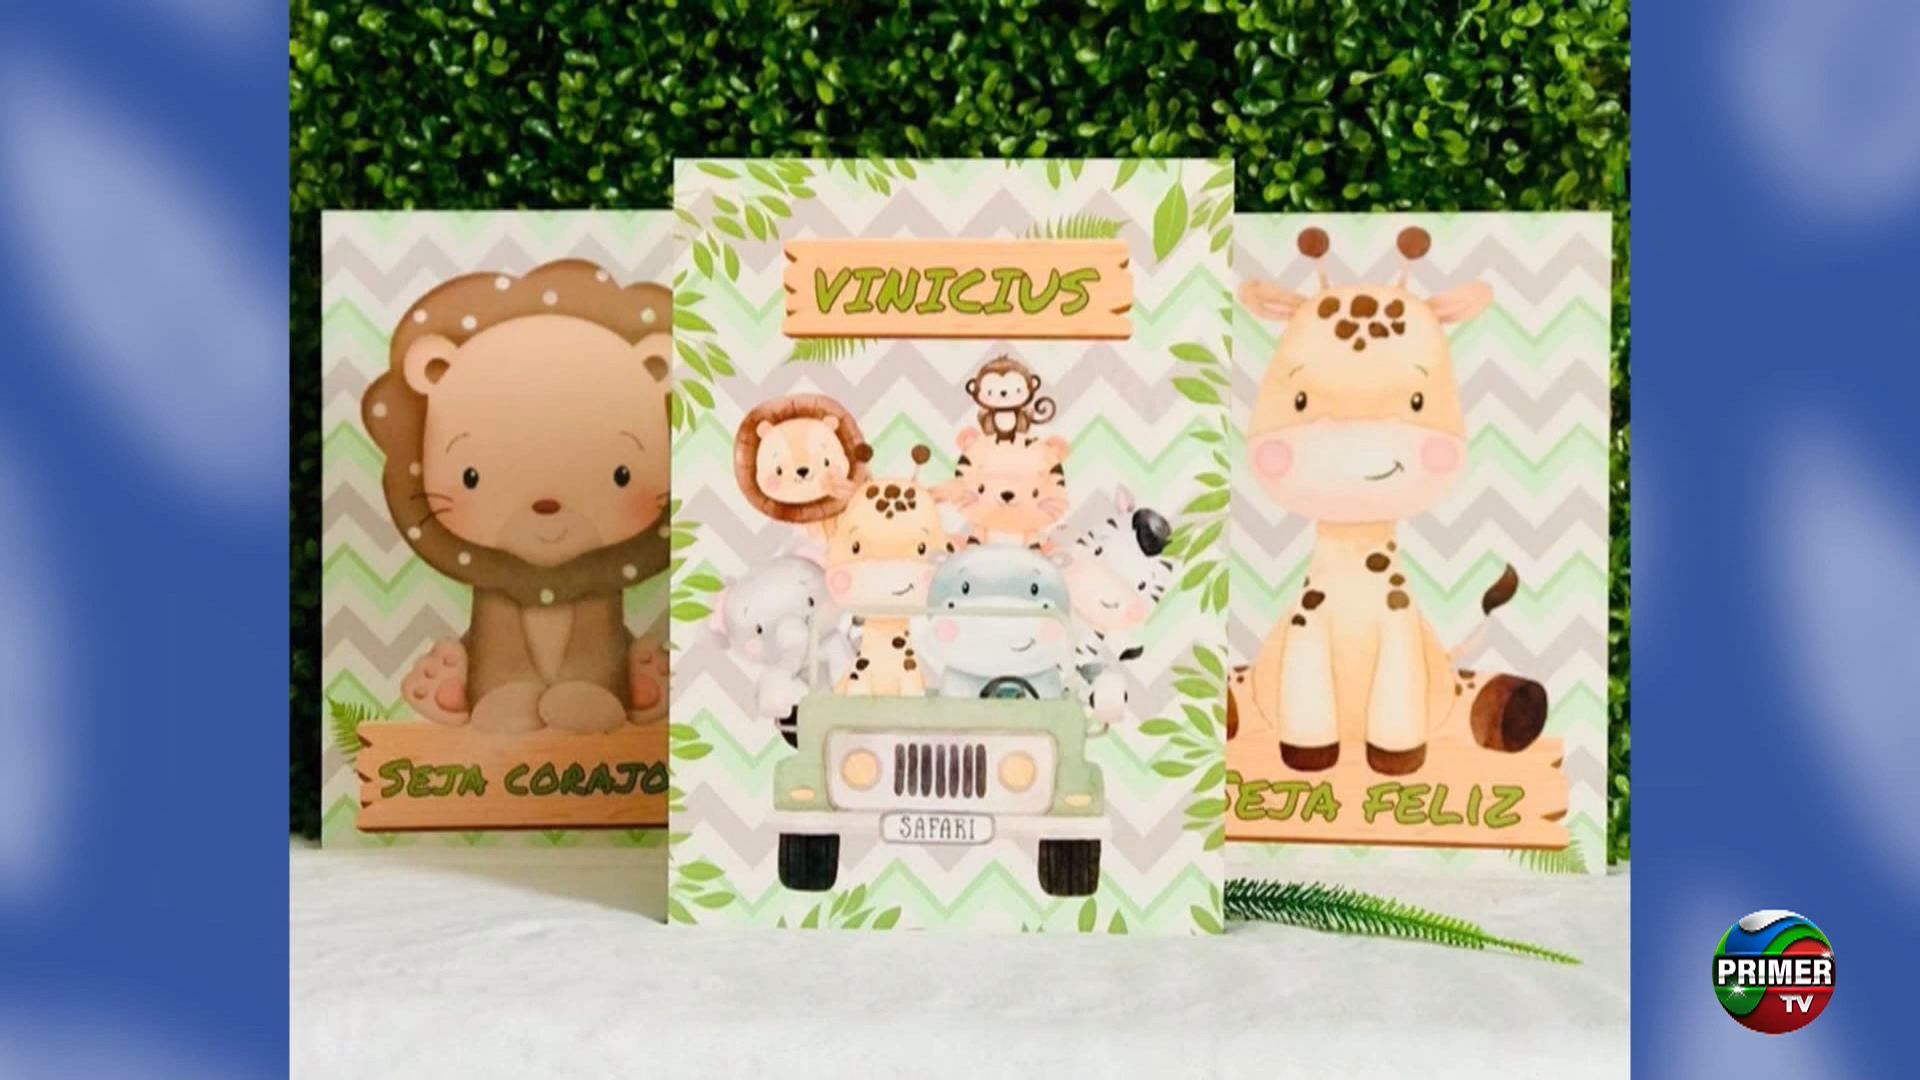 VINICIUS
SEJA CORAJO
SEJA FELIZ
SAFARI
PRIMER
TV